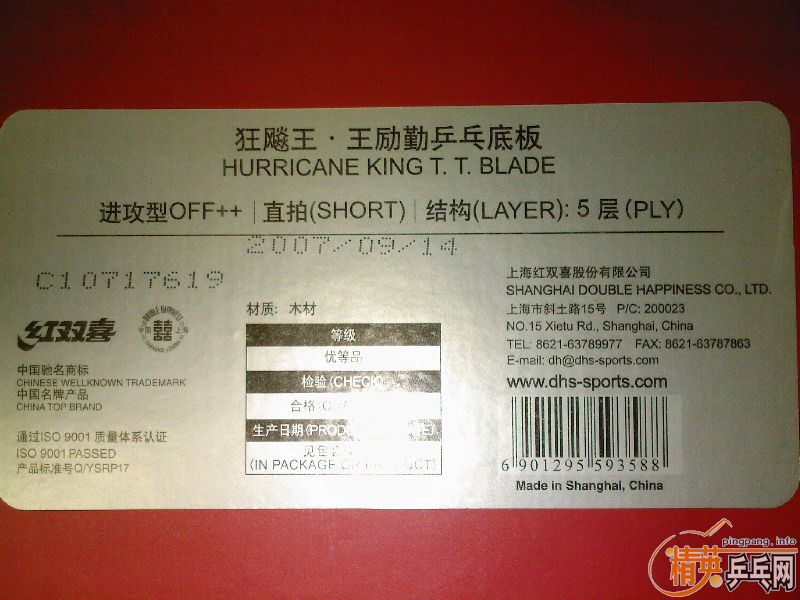 狂飚王·王励勤乒乓底板
HURRICANE KING T. T. BLADE
进攻型OFF++ | 直拍(SHORT) | 结构(LAYER): 5 层(PLY)
2007/09/14
C10717619
红双喜
囍
中国驰名商标
CHINESE WELLKNOWN TRADEMARK
中国名牌产品
CHINA TOP BRAND
通过ISO 9001 质量体系认证
ISO 9001.PASSED
产品标准号Q/YSRP17
材质: 木材
等级
优等品
检验(CHECK)
合格
生产日期
(IN PACKAGE OR PRODUCT)
上海红双喜股份有限公司
SHANGHAI DOUBLE HAPPINESS CO., LTD.
上海市斜土路15号 P/C: 200023
NO.15 Xietu Rd., Shanghai, China
TEL: 8621-63789977 FAX: 8621-63787863
E-mail: dh@dhs-sports.com
www.dhs-sports.com
6 901295 593588
Made in Shanghai, China
pingpang.info
精英乒乓网